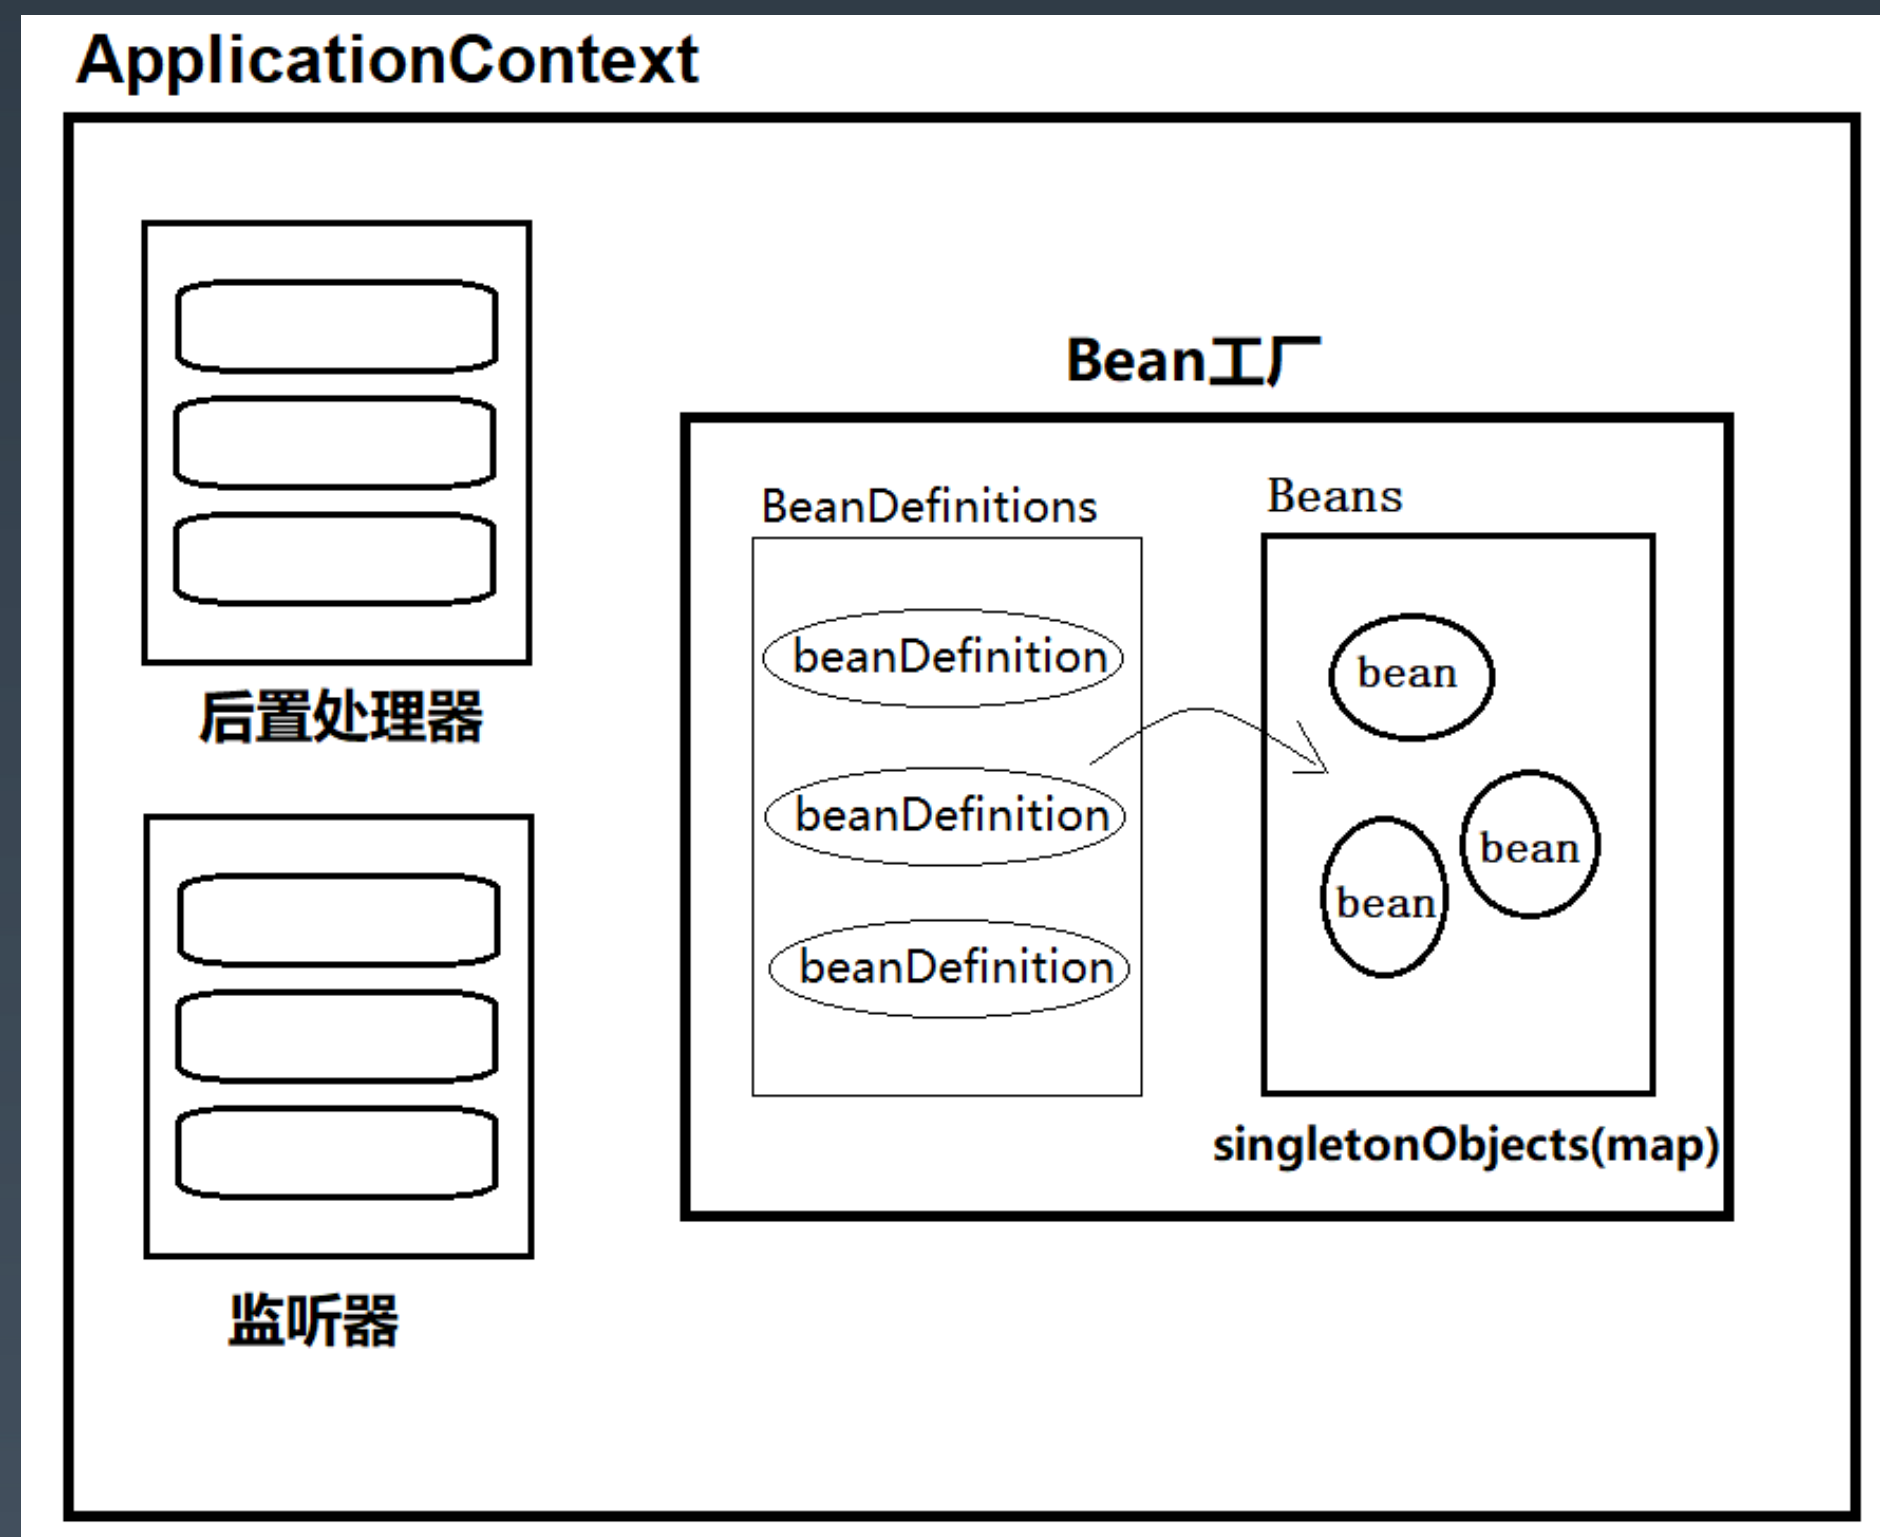 ApplicationContext
后置处理器
监听器
Bean工厂
BeanDefinitions
beanDefinition
beanDefinition
beanDefinition
Beans
bean
bean
bean
singletonObjects(map)